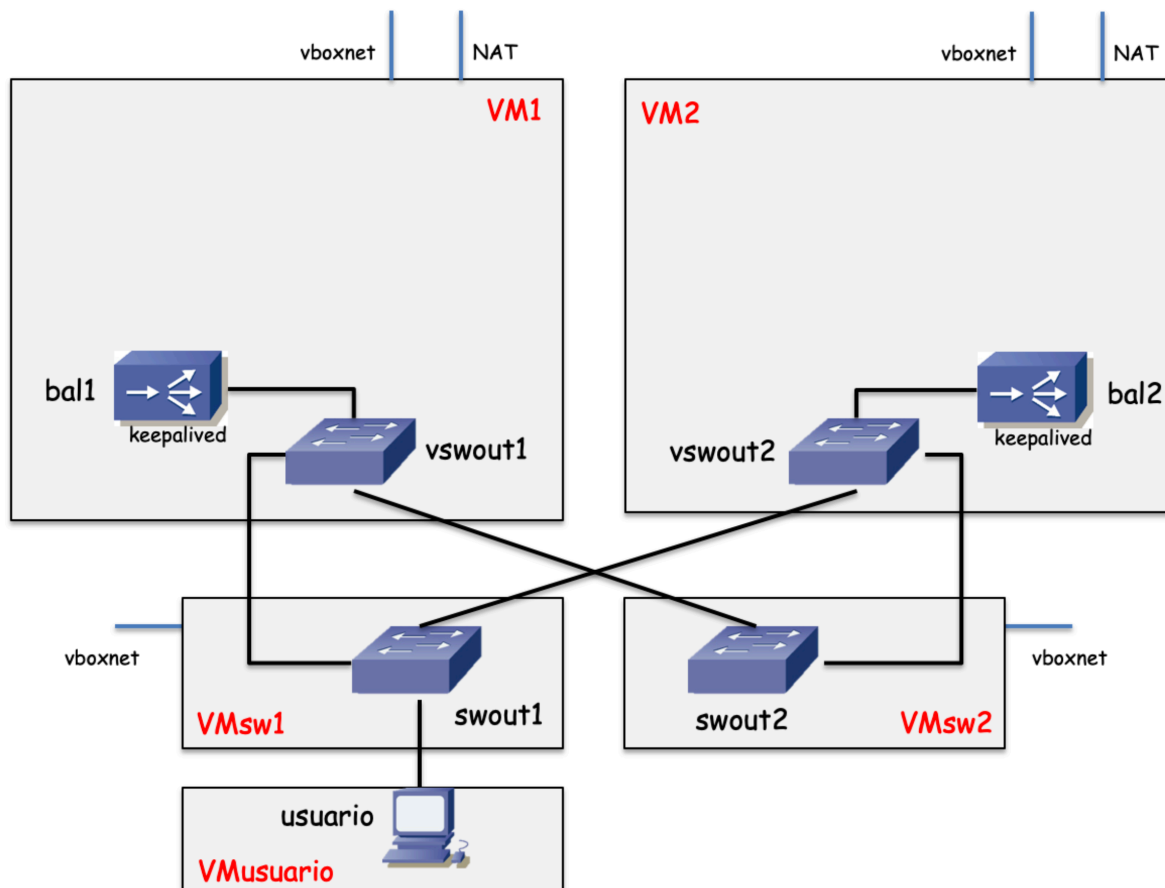 vboxnet
NAT
vboxnet
NAT
VM1
VM2
bal1
keepalived
vswout1
vswout2
bal2
keepalived
vboxnet
swout1
VMsw1
swout2
VMsw2
vboxnet
usuario
VMusuario